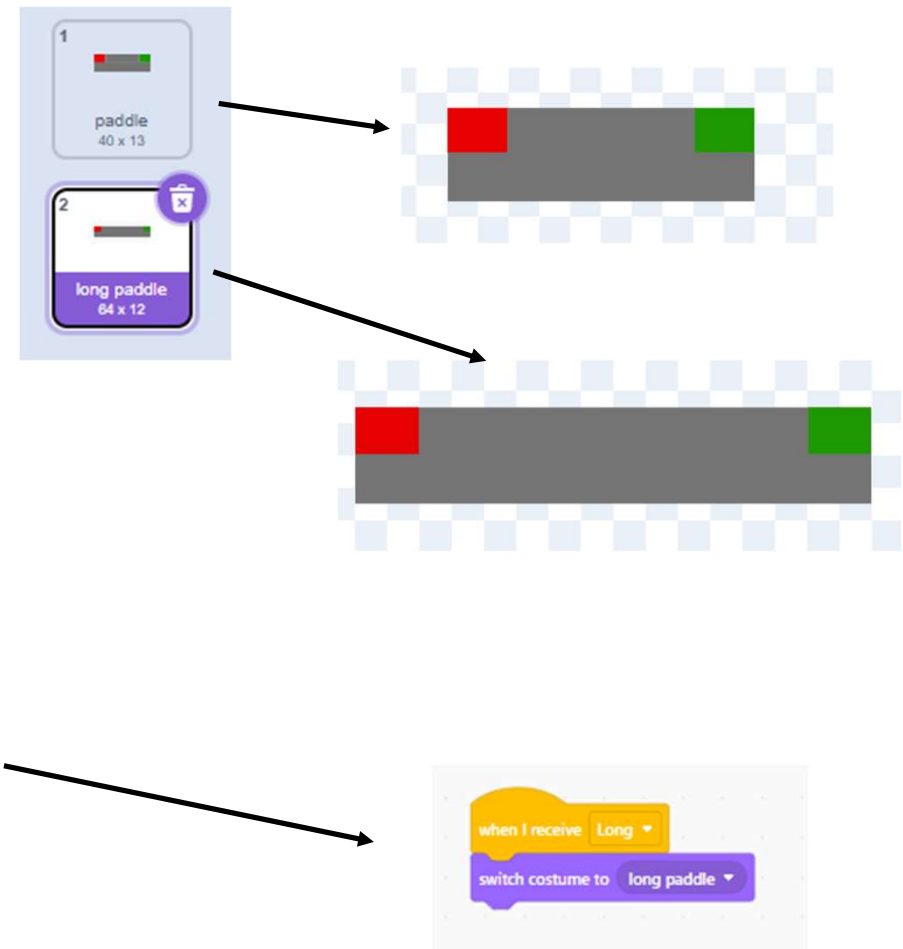 1
paddle
40 x 13
2
long paddle
64 x 12
when I receive Long
switch costume to long paddle